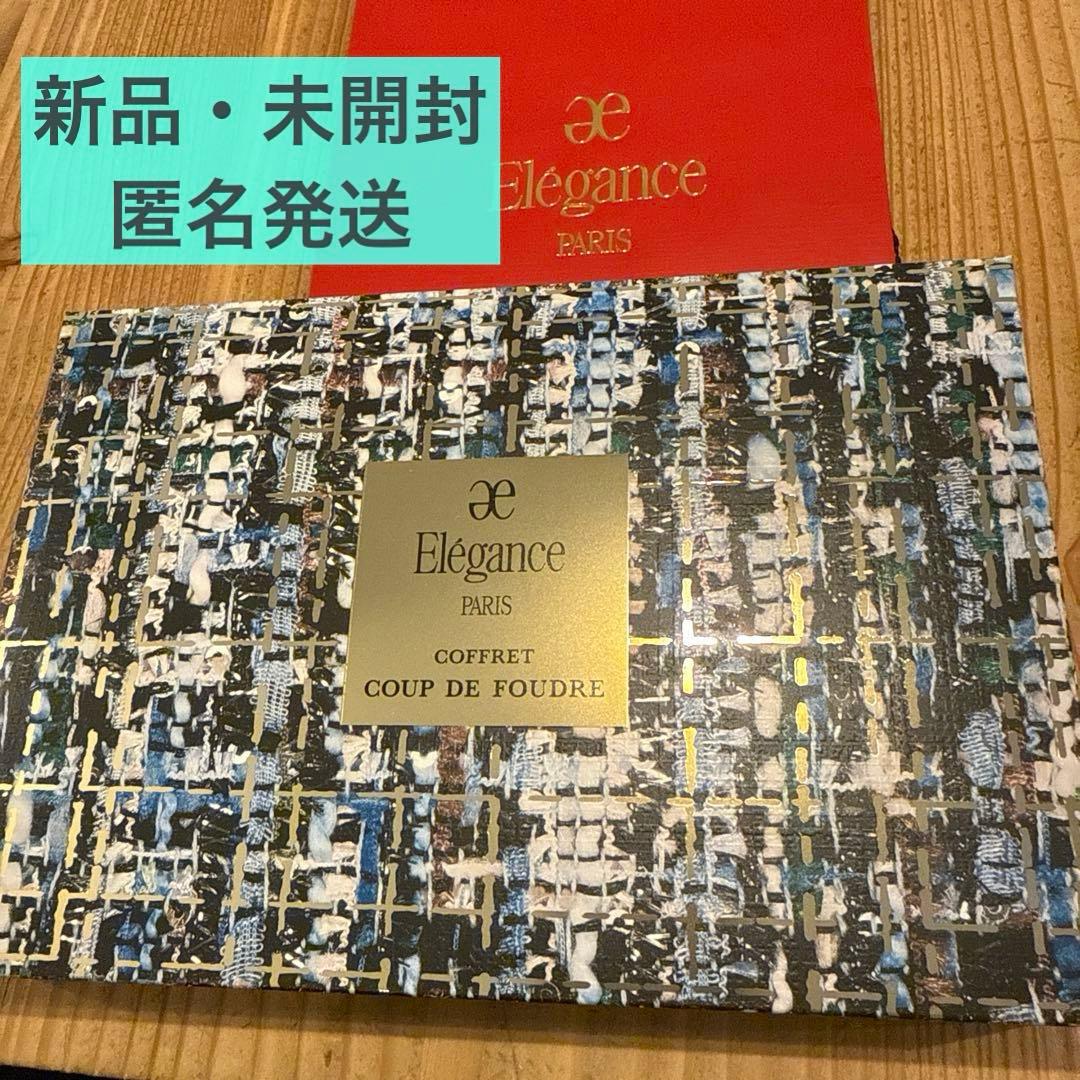 新品・未開封
匿名発送
æ
Elégance
PARIS
æ
Elégance
PARIS
COFFRET
COUP DE FOUDRE